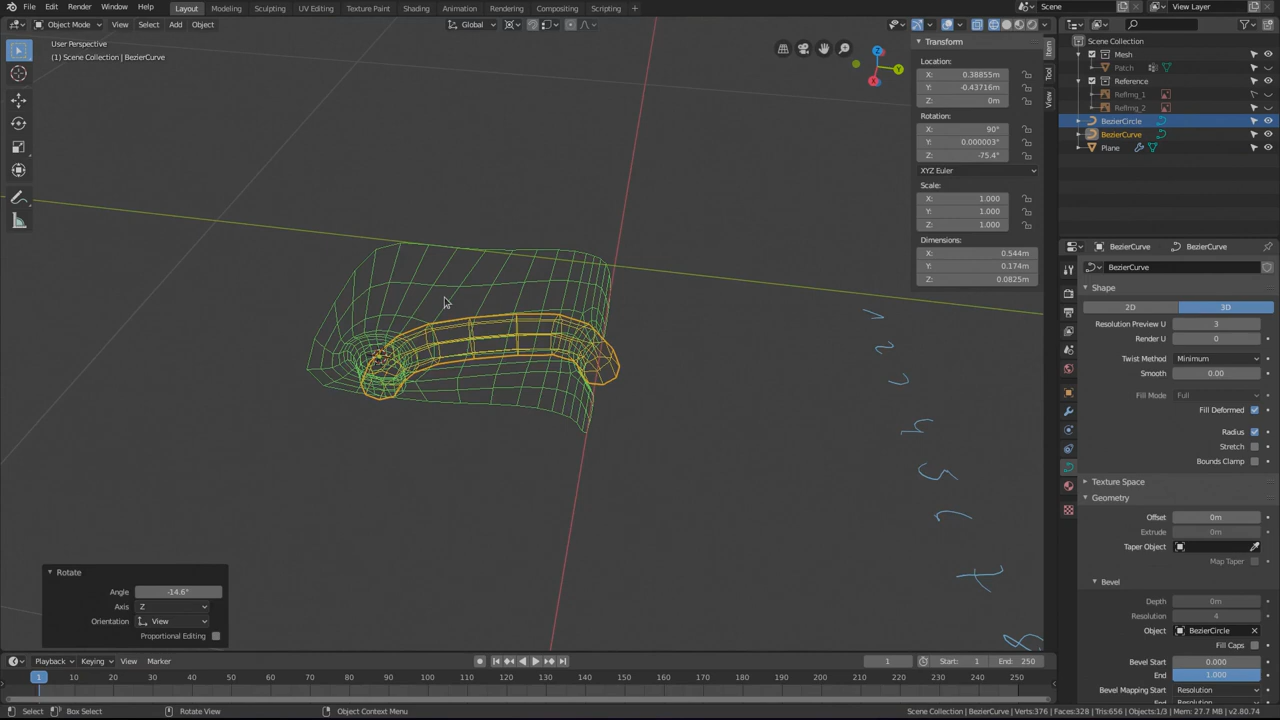 File Edit Render Window Help Layout Modeling Sculpting UV Editing Texture Paint Shading Animation Rendering Compositing Scripting + Scene View Layer
Object Mode View Select Add Object Global
User Perspective
(1) Scene Collection | BezierCurve
Transform
Location:
X: 0.38855m
Y: -0.43716m
Z: 0m
Rotation:
X: 90°
Y: 0.000003°
Z: -75.4°
XYZ Euler
Scale:
X: 1.000
Y: 1.000
Z: 1.000
Dimensions:
X: 0.544m
Y: 0.174m
Z: 0.0825m
Item
Tool
View
Z
Y
X
Scene Collection
Mesh
Patch
Reference
RefImg_1
RefImg_2
BezierCircle
BezierCurve
Plane
BezierCurve BezierCurve
BezierCurve
Shape
2D 3D
Resolution Preview U 3
Render U 0
Twist Method Minimum
Smooth 0.00
Fill Mode Full
Fill Deformed
Radius
Stretch
Bounds Clamp
Texture Space
Geometry
Offset 0m
Extrude 0m
Taper Object
Map Taper
Bevel
Depth 0m
Resolution 4
Object BezierCircle
Fill Caps
Bevel Start 0.000
End 1.000
Bevel Mapping Start Resolution
Rotate
Angle -14.6°
Axis Z
Orientation View
Proportional Editing
Playback Keying View Marker 1 Start: 1 End: 250
1 10 20 30 40 50 60 70 80 90 100 110 120 130 140 150 160 170 180 190 200 210 220 230 240 250
Select Box Select Rotate View Object Context Menu Scene Collection | BezierCurve | Verts:376 | Faces:328 | Tris:656 | Objects:1/3 | Mem: 27.7 MB | v2.80.74